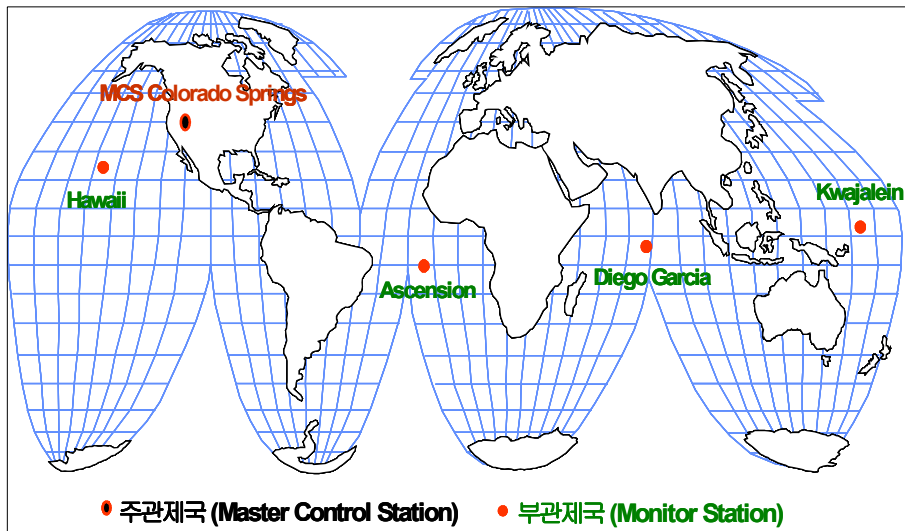 MCS Colorado Springs
Hawaii
Kwajalein
Ascension
Diego Garcia
주관제국 (Master Control Station)
부관제국 (Monitor Station)